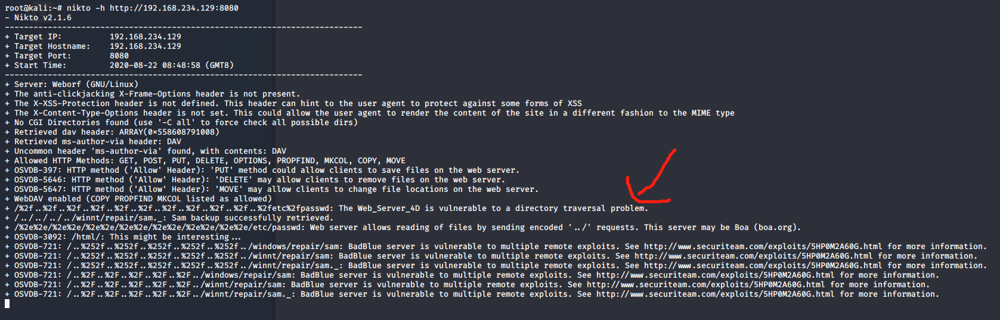 root@kali:~# nikto -h http://192.168.234.129:8080
- Nikto v2.1.6
---------------------------------------------------------------------------
+ Target IP:          192.168.234.129
+ Target Hostname:    192.168.234.129
+ Target Port:        8080
+ Start Time:         2020-08-22 08:48:58 (GMT8)
---------------------------------------------------------------------------
+ Server: Weborf (GNU/Linux)
+ The anti-clickjacking X-Frame-Options header is not present.
+ The X-XSS-Protection header is not defined. This header can hint to the user agent to protect against some forms of XSS
+ The X-Content-Type-Options header is not set. This could allow the user agent to render the content of the site in a different fashion to the MIME type
+ No CGI Directories found (use '-C all' to force check all possible dirs)
+ Retrieved dav header: ARRAY(0x558608791008)
+ Retrieved ms-author-via header: DAV
+ Uncommon header 'ms-author-via' found, with contents: DAV
+ Allowed HTTP Methods: GET, POST, PUT, DELETE, OPTIONS, PROPFIND, MKCOL, COPY, MOVE
+ OSVDB-397: HTTP method ('Allow' Header): 'PUT' method could allow clients to save files on the web server.
+ OSVDB-5646: HTTP method ('Allow' Header): 'DELETE' may allow clients to remove files on the web server.
+ OSVDB-5647: HTTP method ('Allow' Header): 'MOVE' may allow clients to change file locations on the web server.
+ WebDAV enabled (COPY PROPFIND MKCOL listed as allowed)
+ /%2f..%2f..%2f..%2f..%2f..%2f..%2f..%2f..%2f..%2fetc%2fpasswd: The Web_Server_4D is vulnerable to a directory traversal problem.
+ /../../../../winnt/repair/sam._: Sam backup successfully retrieved.
+ /%2e%2e/%2e%2e/%2e%2e/%2e%2e/%2e%2e/%2e%2e/%2e%2e/etc/passwd: Web server allows reading of files by sending encoded '../' requests. This server may be Boa (boa.org).
+ OSVDB-3092: /html/: This might be interesting...
+ OSVDB-721: /..%252f..%252f..%252f..%252f..%252f../windows/repair/sam: BadBlue server is vulnerable to multiple remote exploits. See http://www.securiteam.com/exploits/5HP0M2A60G.html for more information.
+ OSVDB-721: /..%252f..%252f..%252f..%252f..%252f../winnt/repair/sam: BadBlue server is vulnerable to multiple remote exploits. See http://www.securiteam.com/exploits/5HP0M2A60G.html for more information.
+ OSVDB-721: /..%252f..%252f..%252f..%252f..%252f../winnt/repair/sam._: BadBlue server is vulnerable to multiple remote exploits. See http://www.securiteam.com/exploits/5HP0M2A60G.html for more information.
+ OSVDB-721: /..%2F..%2F..%2F..%2F..%2F../windows/repair/sam: BadBlue server is vulnerable to multiple remote exploits. See http://www.securiteam.com/exploits/5HP0M2A60G.html for more information.
+ OSVDB-721: /..%2F..%2F..%2F..%2F..%2F../winnt/repair/sam: BadBlue server is vulnerable to multiple remote exploits. See http://www.securiteam.com/exploits/5HP0M2A60G.html for more information.
+ OSVDB-721: /..%2F..%2F..%2F..%2F..%2F../winnt/repair/sam._: BadBlue server is vulnerable to multiple remote exploits. See http://www.securiteam.com/exploits/5HP0M2A60G.html for more information.